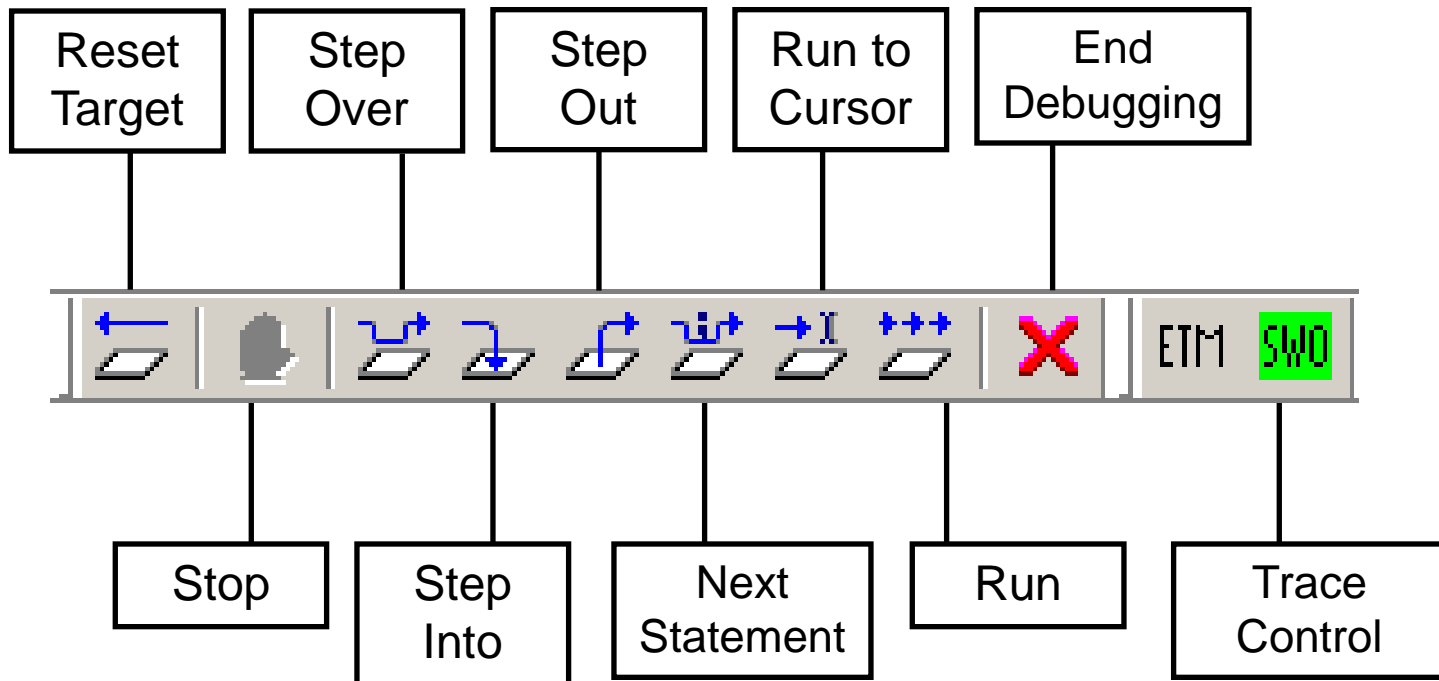 Reset
Target
Step
Over
Step
Out
Run to
Cursor
End
Debugging
ETM SWO
Stop
Step
Into
Next
Statement
Run
Trace
Control